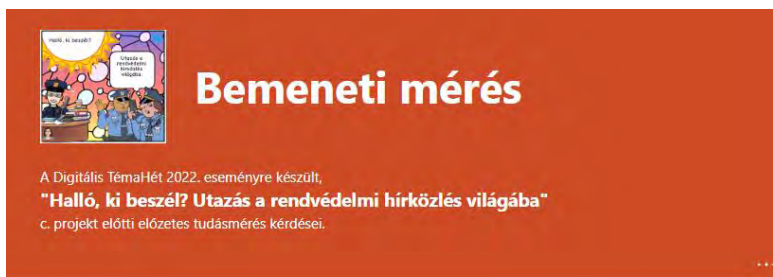 Halló, ki beszél?
Utazás a
rendvédelmi
hírközlés
világába
Bemeneti mérés
A Digitális TémaHét 2022. eseményre készült,
"Halló, ki beszél? Utazás a rendvédelmi hírközlés világába"
c. projekt előtti előzetes tudásmérés kérdései.